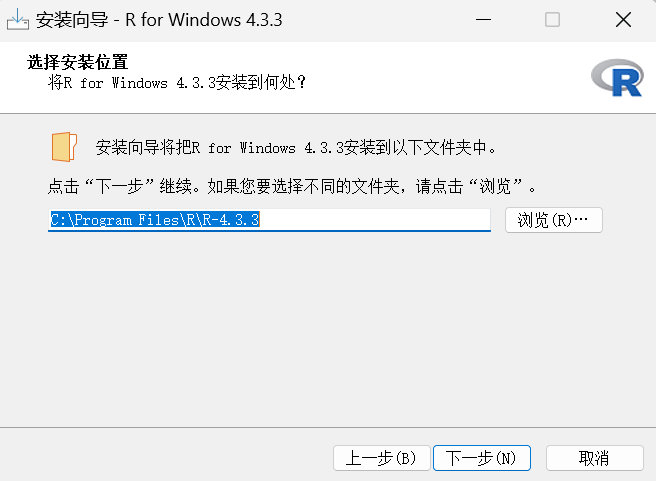 安装向导 - R for Windows 4.3.3
选择安装位置
将R for Windows 4.3.3安装到何处？
R
安装向导将把R for Windows 4.3.3安装到以下文件夹中。
点击“下一步”继续。如果您要选择不同的文件夹，请点击“浏览”。
C:\Program Files\R\R-4.3.3
浏览(R)…
上一步(B)
下一步(N)
取消